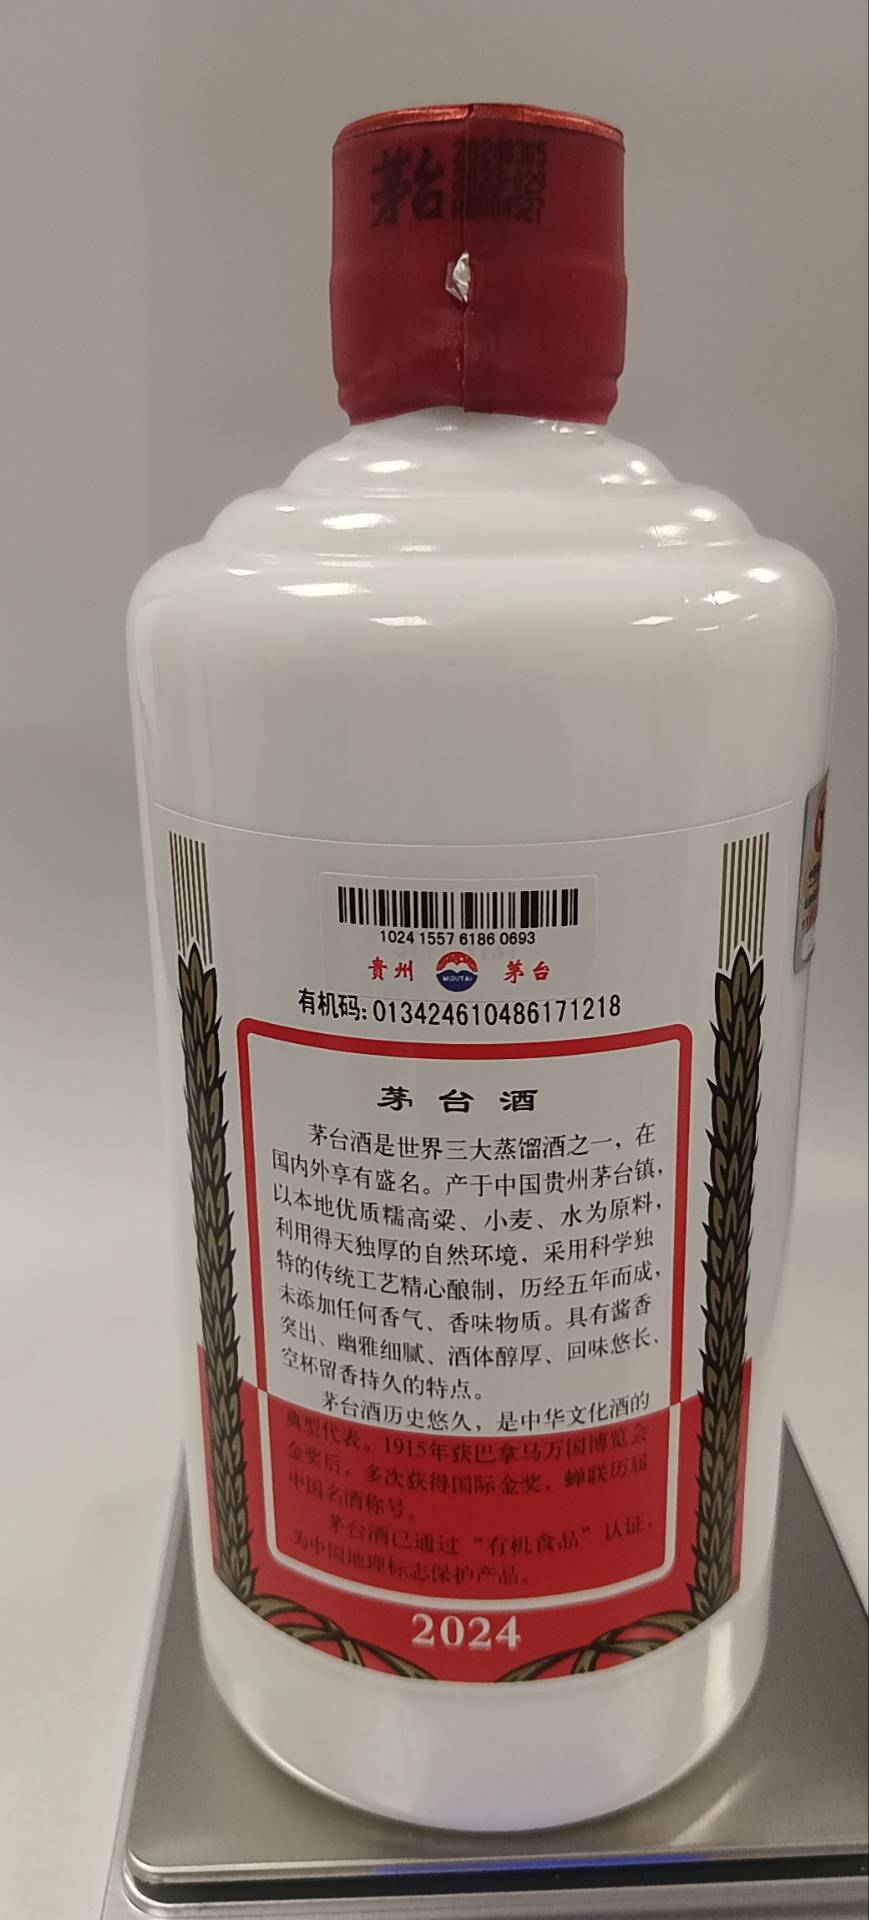 茅台
20240305
2023-029
1024 1557 6186 0693
贵州 MOUTAI 茅台
有机码:013424610486171218
茅台酒
茅台酒是世界三大蒸馏酒之一，在
国内外享有盛名。产于中国贵州茅台镇，
以本地优质糯高粱、小麦、水为原料，
利用得天独厚的自然环境，采用科学独
特的传统工艺精心酿制，历经五年而成，
未添加任何香气、香味物质。具有酱香
突出、幽雅细腻、酒体醇厚、回味悠长、
空杯留香持久的特点。
茅台酒历史悠久，是中华文化酒的
典型代表。1915年获巴拿马万国博览会
金奖后，多次获得国际金奖，蝉联历届
中国名酒称号。
茅台酒已通过“有机食品”认证，
为中国地理标志保护产品。
2024